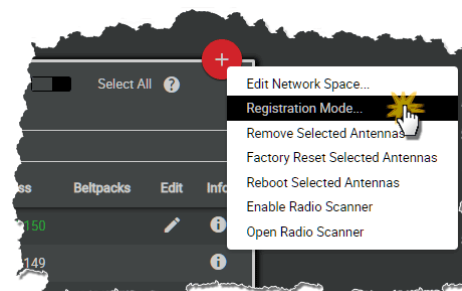 +
Select All ?
Edit Network Space...
Registration Mode...
Remove Selected Antennas
Factory Reset Selected Antennas
Reboot Selected Antennas
Enable Radio Scanner
Open Radio Scanner
Beltpacks Edit
150
149